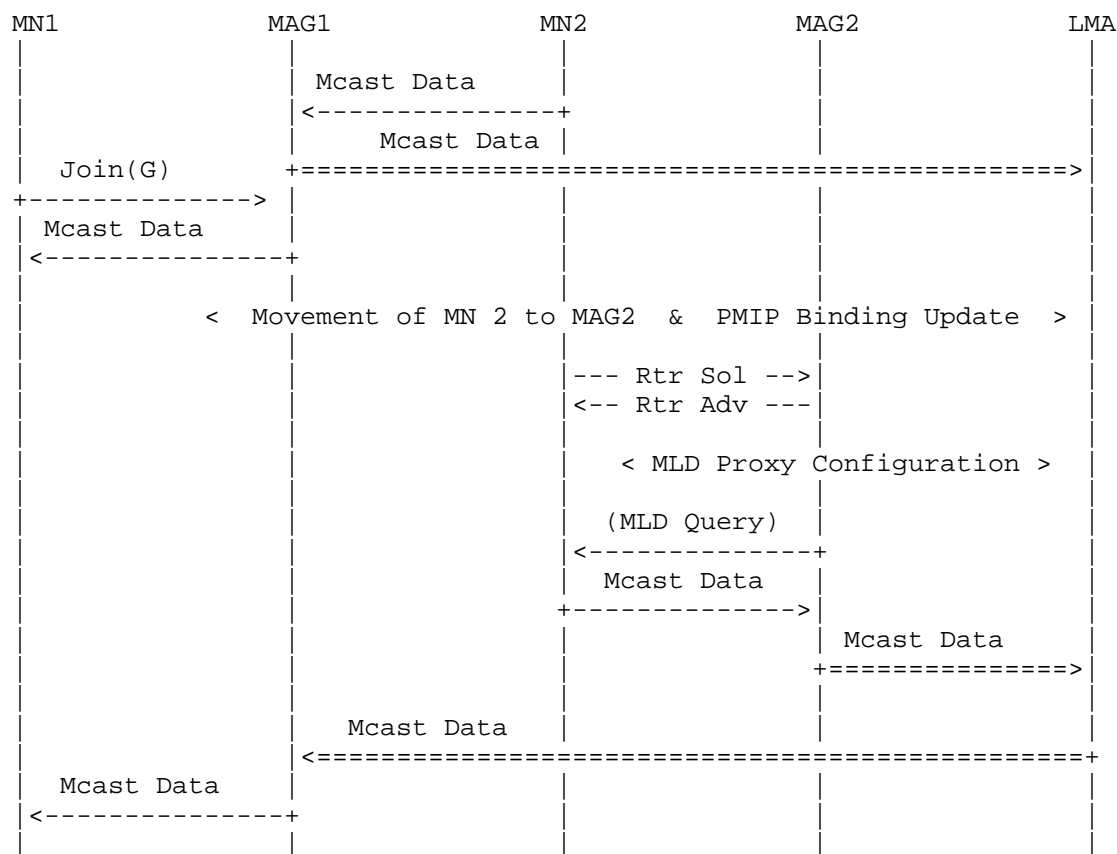 MN1 MAG1 MN2 MAG2 LMA
Mcast Data
Mcast Data
Join(G)
Mcast Data
< Movement of MN 2 to MAG2 & PMIP Binding Update >
--- Rtr Sol -->
<-- Rtr Adv ---
< MLD Proxy Configuration >
(MLD Query)
Mcast Data
Mcast Data
Mcast Data
Mcast Data